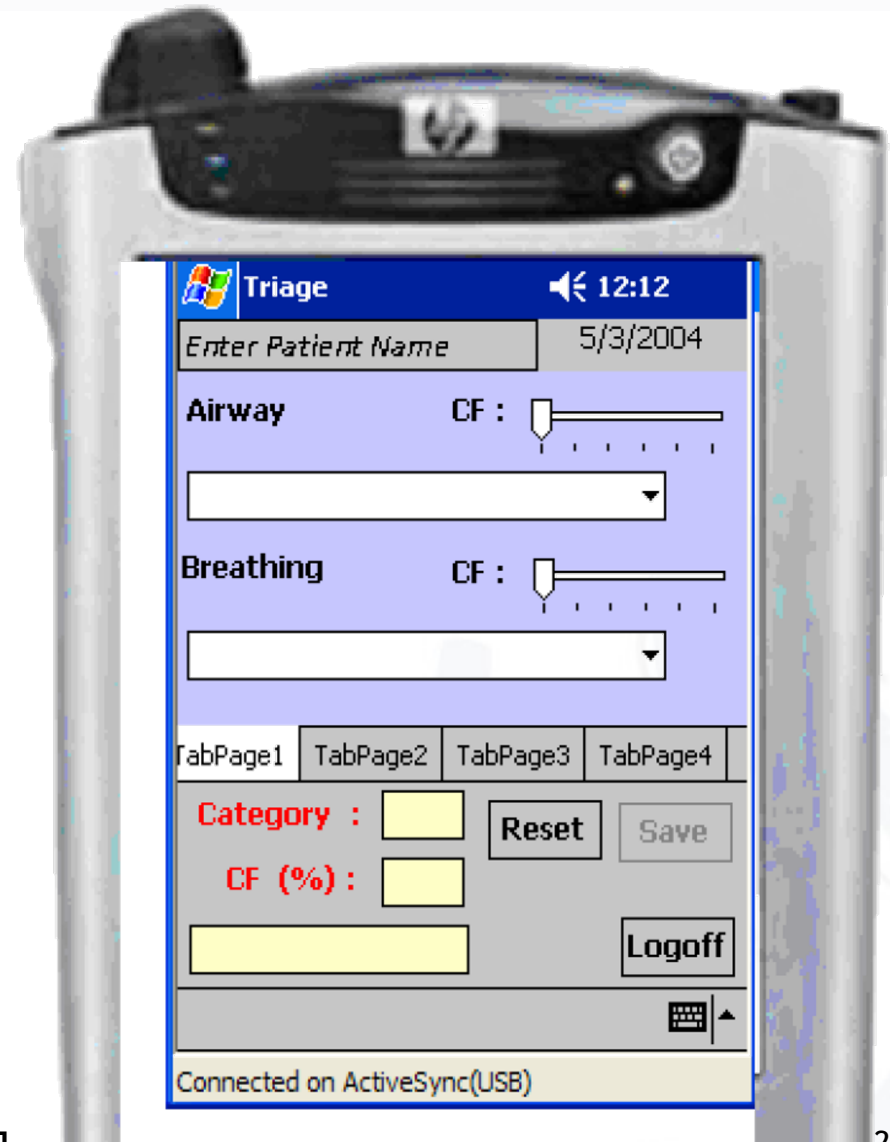 hp
Triage 12:12
Enter Patient Name 5/3/2004
Airway CF :
Breathing CF :
TabPage1 TabPage2 TabPage3 TabPage4
Category : Reset Save
CF (%) :
Logoff
Connected on ActiveSync(USB)